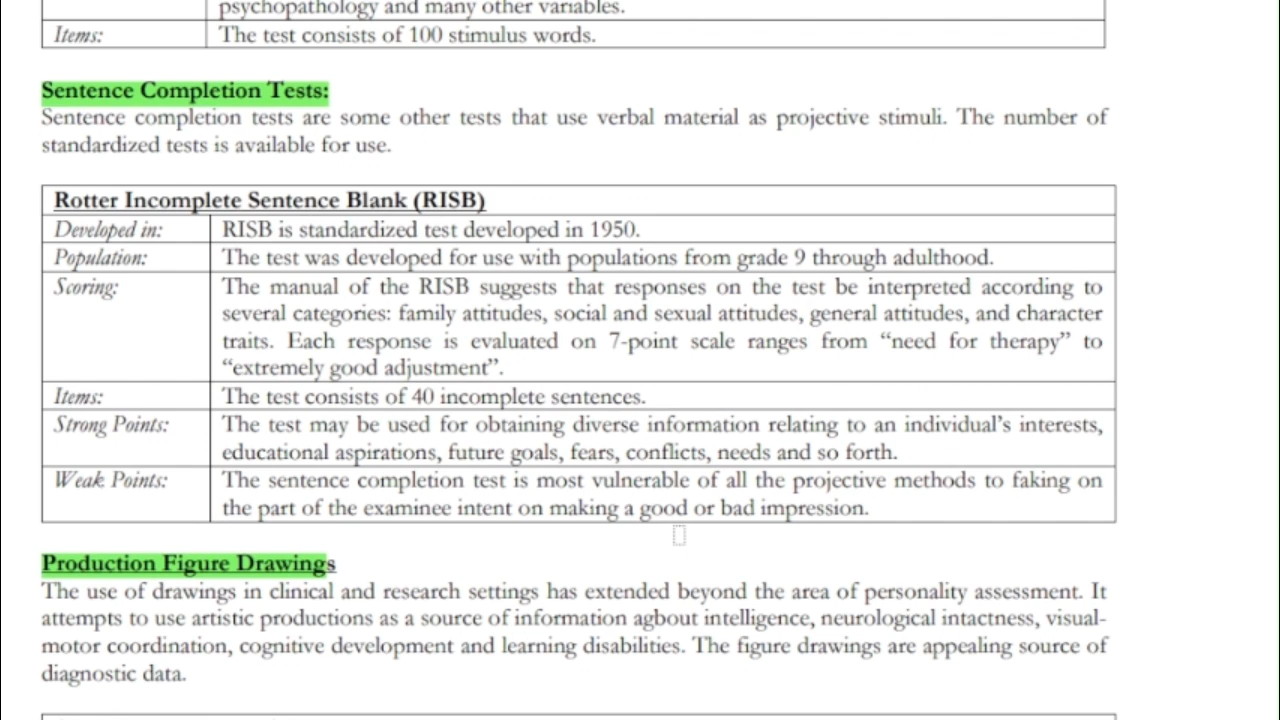 psychopathology and many other variables.
Items: The test consists of 100 stimulus words.
Sentence Completion Tests:
Sentence completion tests are some other tests that use verbal material as projective stimuli. The number of
standardized tests is available for use.
Rotter Incomplete Sentence Blank (RISB)
Developed in: RISB is standardized test developed in 1950.
Population: The test was developed for use with populations from grade 9 through adulthood.
Scoring: The manual of the RISB suggests that responses on the test be interpreted according to
several categories: family attitudes, social and sexual attitudes, general attitudes, and character
traits. Each response is evaluated on 7-point scale ranges from “need for therapy” to
“extremely good adjustment”.
Items: The test consists of 40 incomplete sentences.
Strong Points: The test may be used for obtaining diverse information relating to an individual’s interests,
educational aspirations, future goals, fears, conflicts, needs and so forth.
Weak Points: The sentence completion test is most vulnerable of all the projective methods to faking on
the part of the examinee intent on making a good or bad impression.
Production Figure Drawings
The use of drawings in clinical and research settings has extended beyond the area of personality assessment. It
attempts to use artistic productions as a source of information agbout intelligence, neurological intactness, visual-
motor coordination, cognitive development and learning disabilities. The figure drawings are appealing source of
diagnostic data.